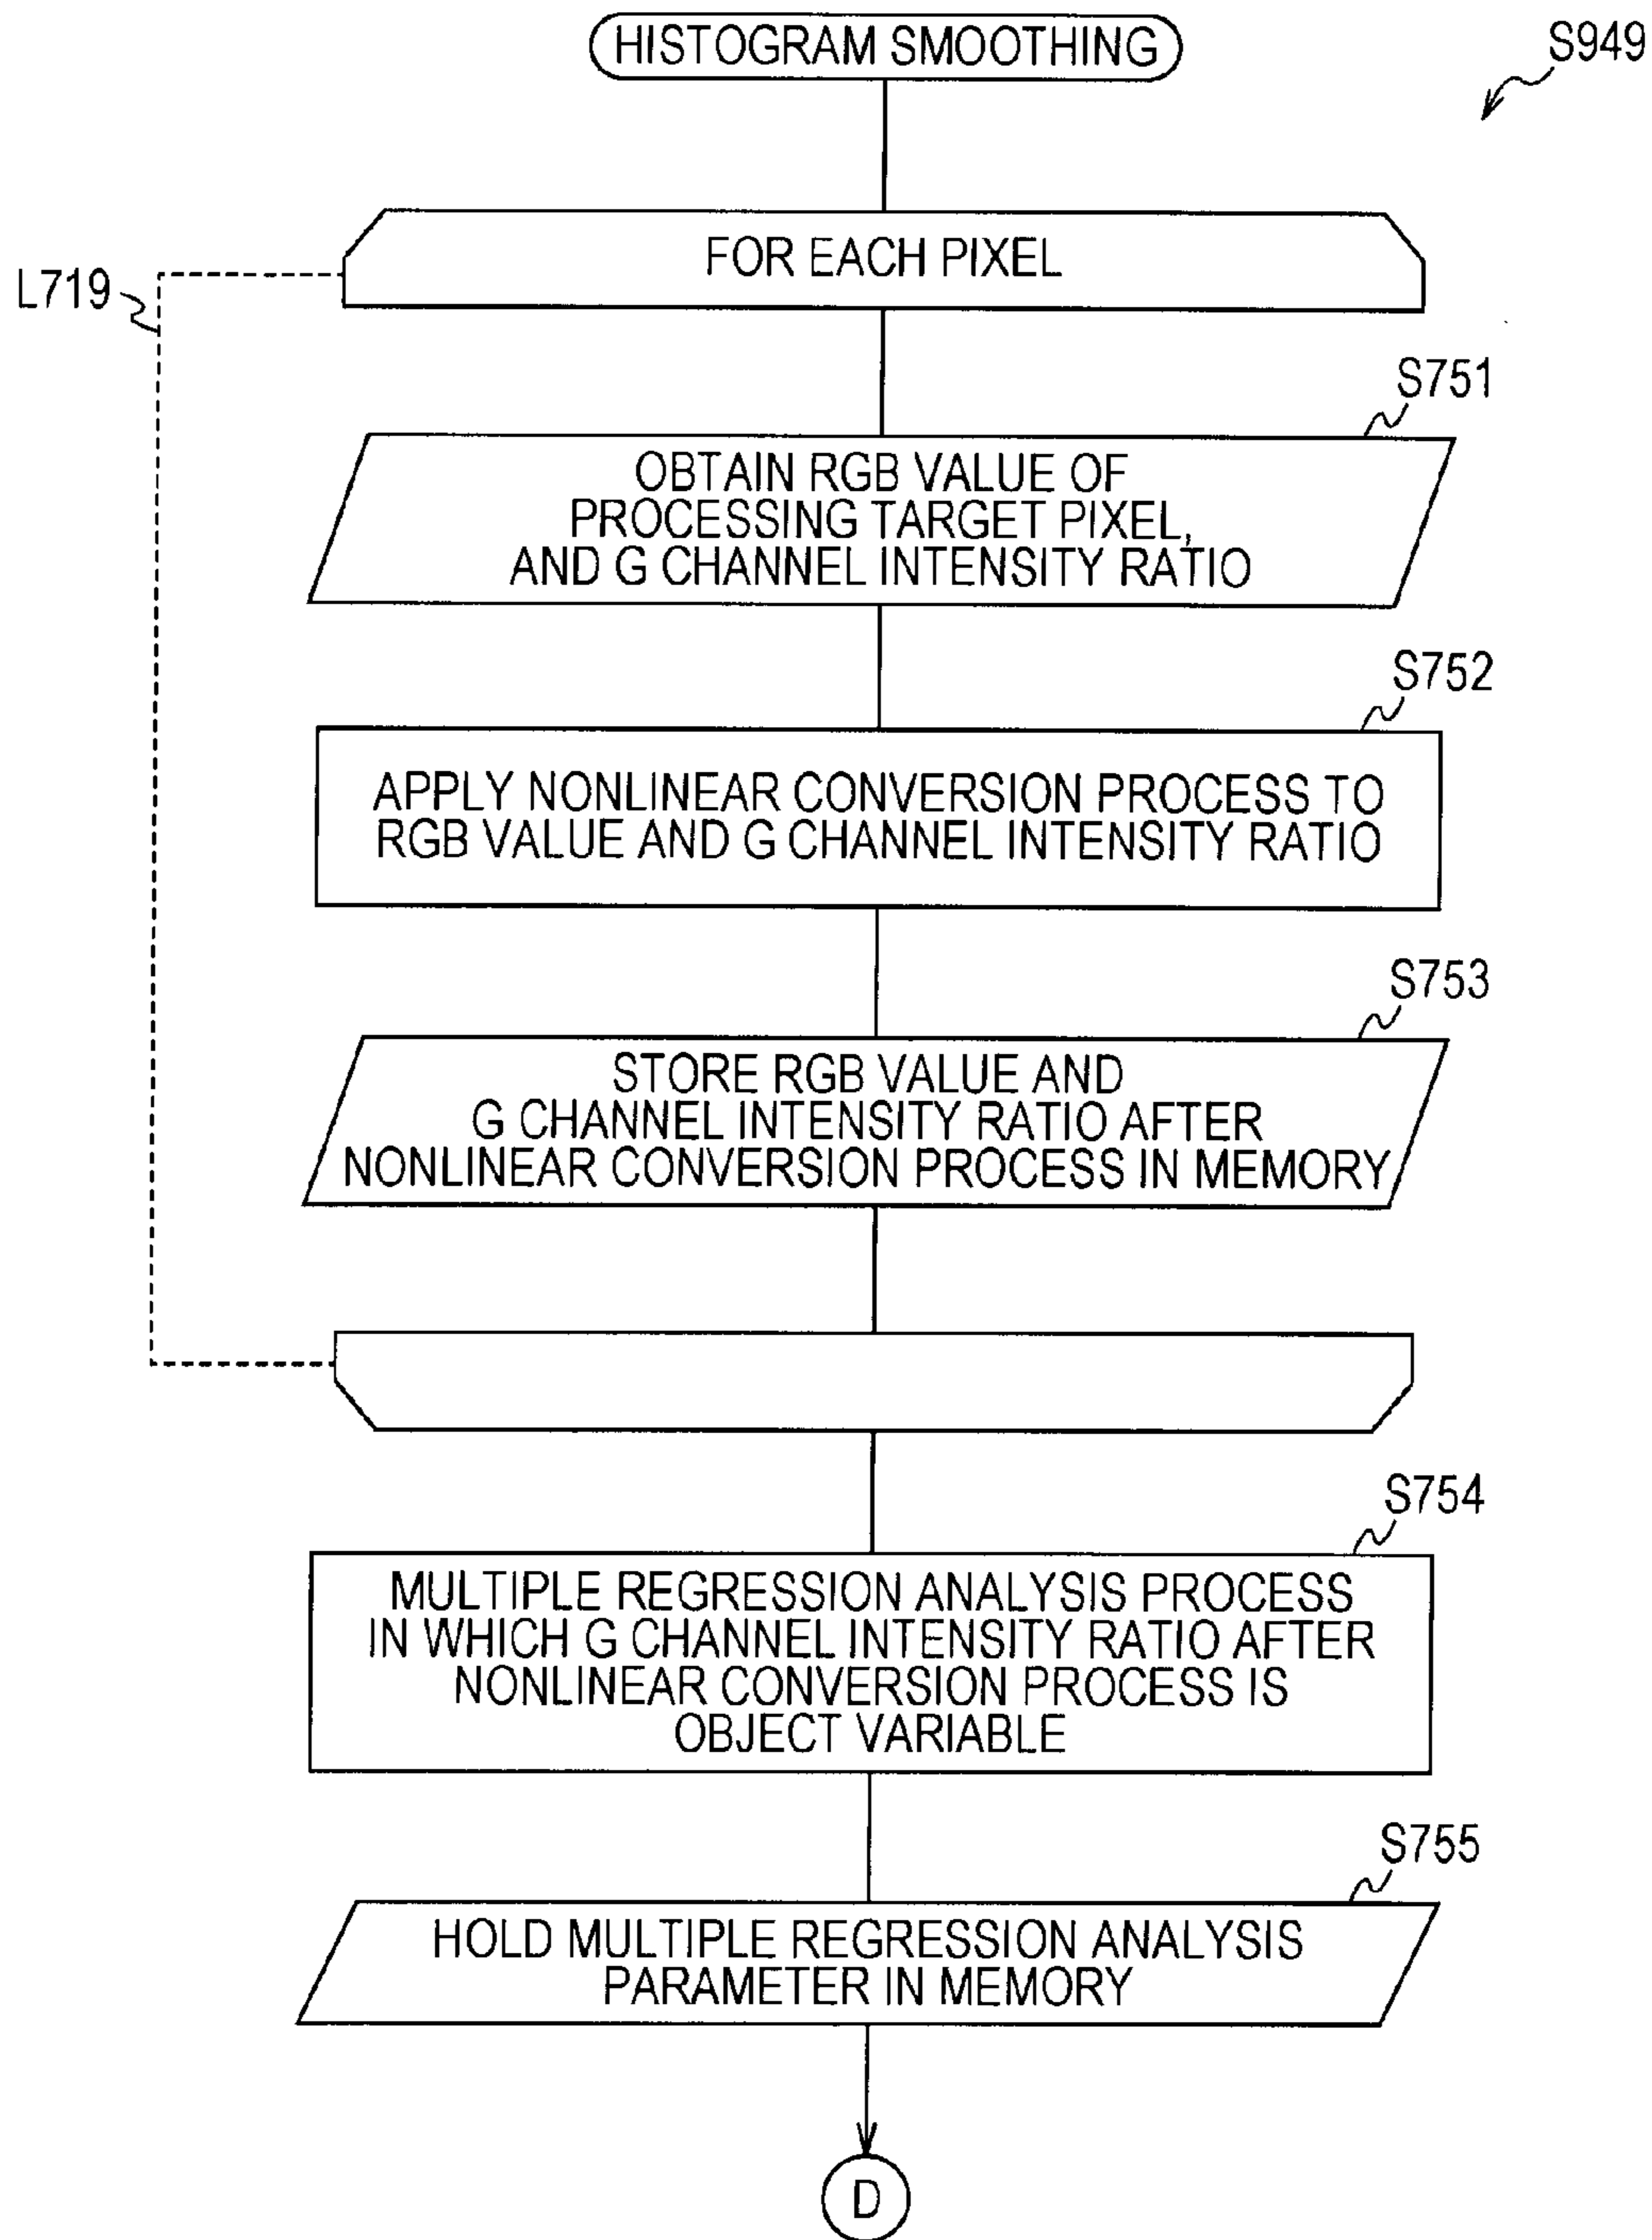 HISTOGRAM SMOOTHING
S949
FOR EACH PIXEL
L719
S751
OBTAIN RGB VALUE OF
PROCESSING TARGET PIXEL,
AND G CHANNEL INTENSITY RATIO
S752
APPLY NONLINEAR CONVERSION PROCESS TO
RGB VALUE AND G CHANNEL INTENSITY RATIO
S753
STORE RGB VALUE AND
G CHANNEL INTENSITY RATIO AFTER
NONLINEAR CONVERSION PROCESS IN MEMORY
S754
MULTIPLE REGRESSION ANALYSIS PROCESS
IN WHICH G CHANNEL INTENSITY RATIO AFTER
NONLINEAR CONVERSION PROCESS IS
OBJECT VARIABLE
S755
HOLD MULTIPLE REGRESSION ANALYSIS
PARAMETER IN MEMORY
D